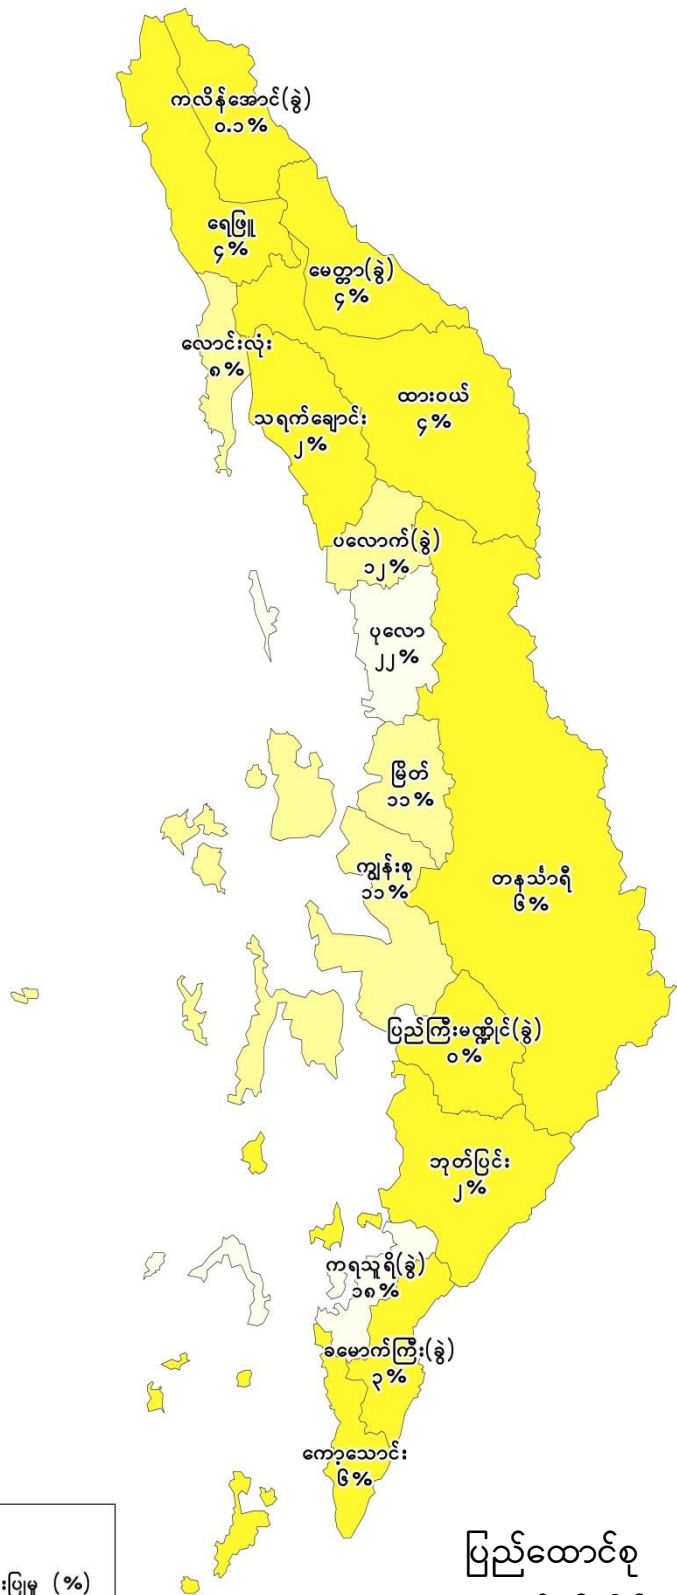 ကလိန်အောင်(ခွဲ)
၀.၁%
ရေဖြူ
၄%
မေတ္တာ(ခွဲ)
၄%
လောင်းလုံး
၈%
ထားဝယ်
၄%
သရက်ချောင်း
၂%
ပလောက်(ခွဲ)
၁၂%
ပုလော
၂၂%
မြိတ်
၁၁%
ကျွန်းစု
၁၁%
တနင်္သာရီ
၆%
ပြည်ကြီးမဏ္ဍိုင်(ခွဲ)
၀%
ဘုတ်ပြင်း
၂%
ကရသူရိ(ခွဲ)
၁၈%
ခမောက်ကြီး(ခွဲ)
၃%
ကော့သောင်း
၆%
ပြည်ထောင်စု
(%)